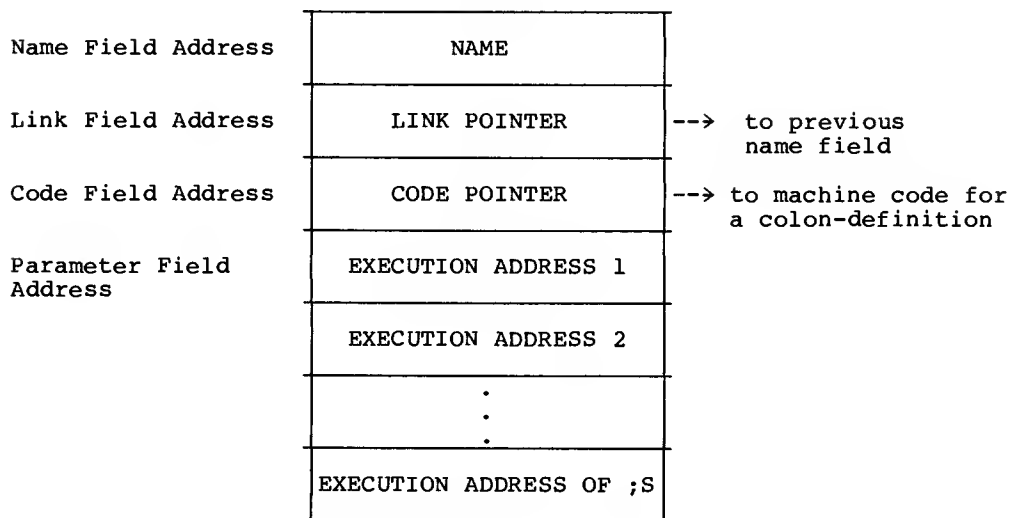 Name Field Address NAME
Link Field Address LINK POINTER --> to previous
name field
Code Field Address CODE POINTER --> to machine code for
a colon-definition
Parameter Field EXECUTION ADDRESS 1
Address
EXECUTION ADDRESS 2
.
.
.
EXECUTION ADDRESS OF ;S